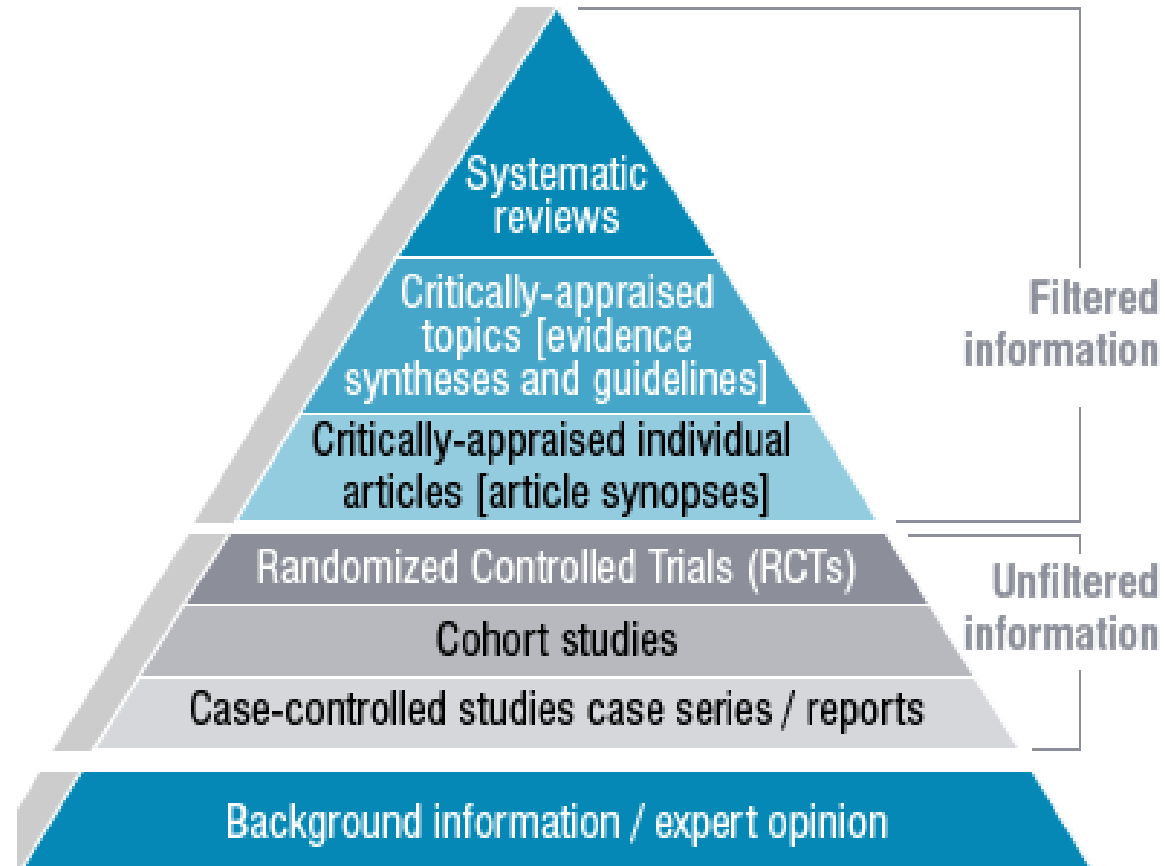 Systematic
reviews
Critically-appraised
topics [evidence
syntheses and guidelines]
Critically-appraised individual
articles [article synopses]
Filtered
information
Randomized Controlled Trials (RCTs)
Cohort studies
Case-controlled studies case series / reports
Unfiltered
information
Background information / expert opinion